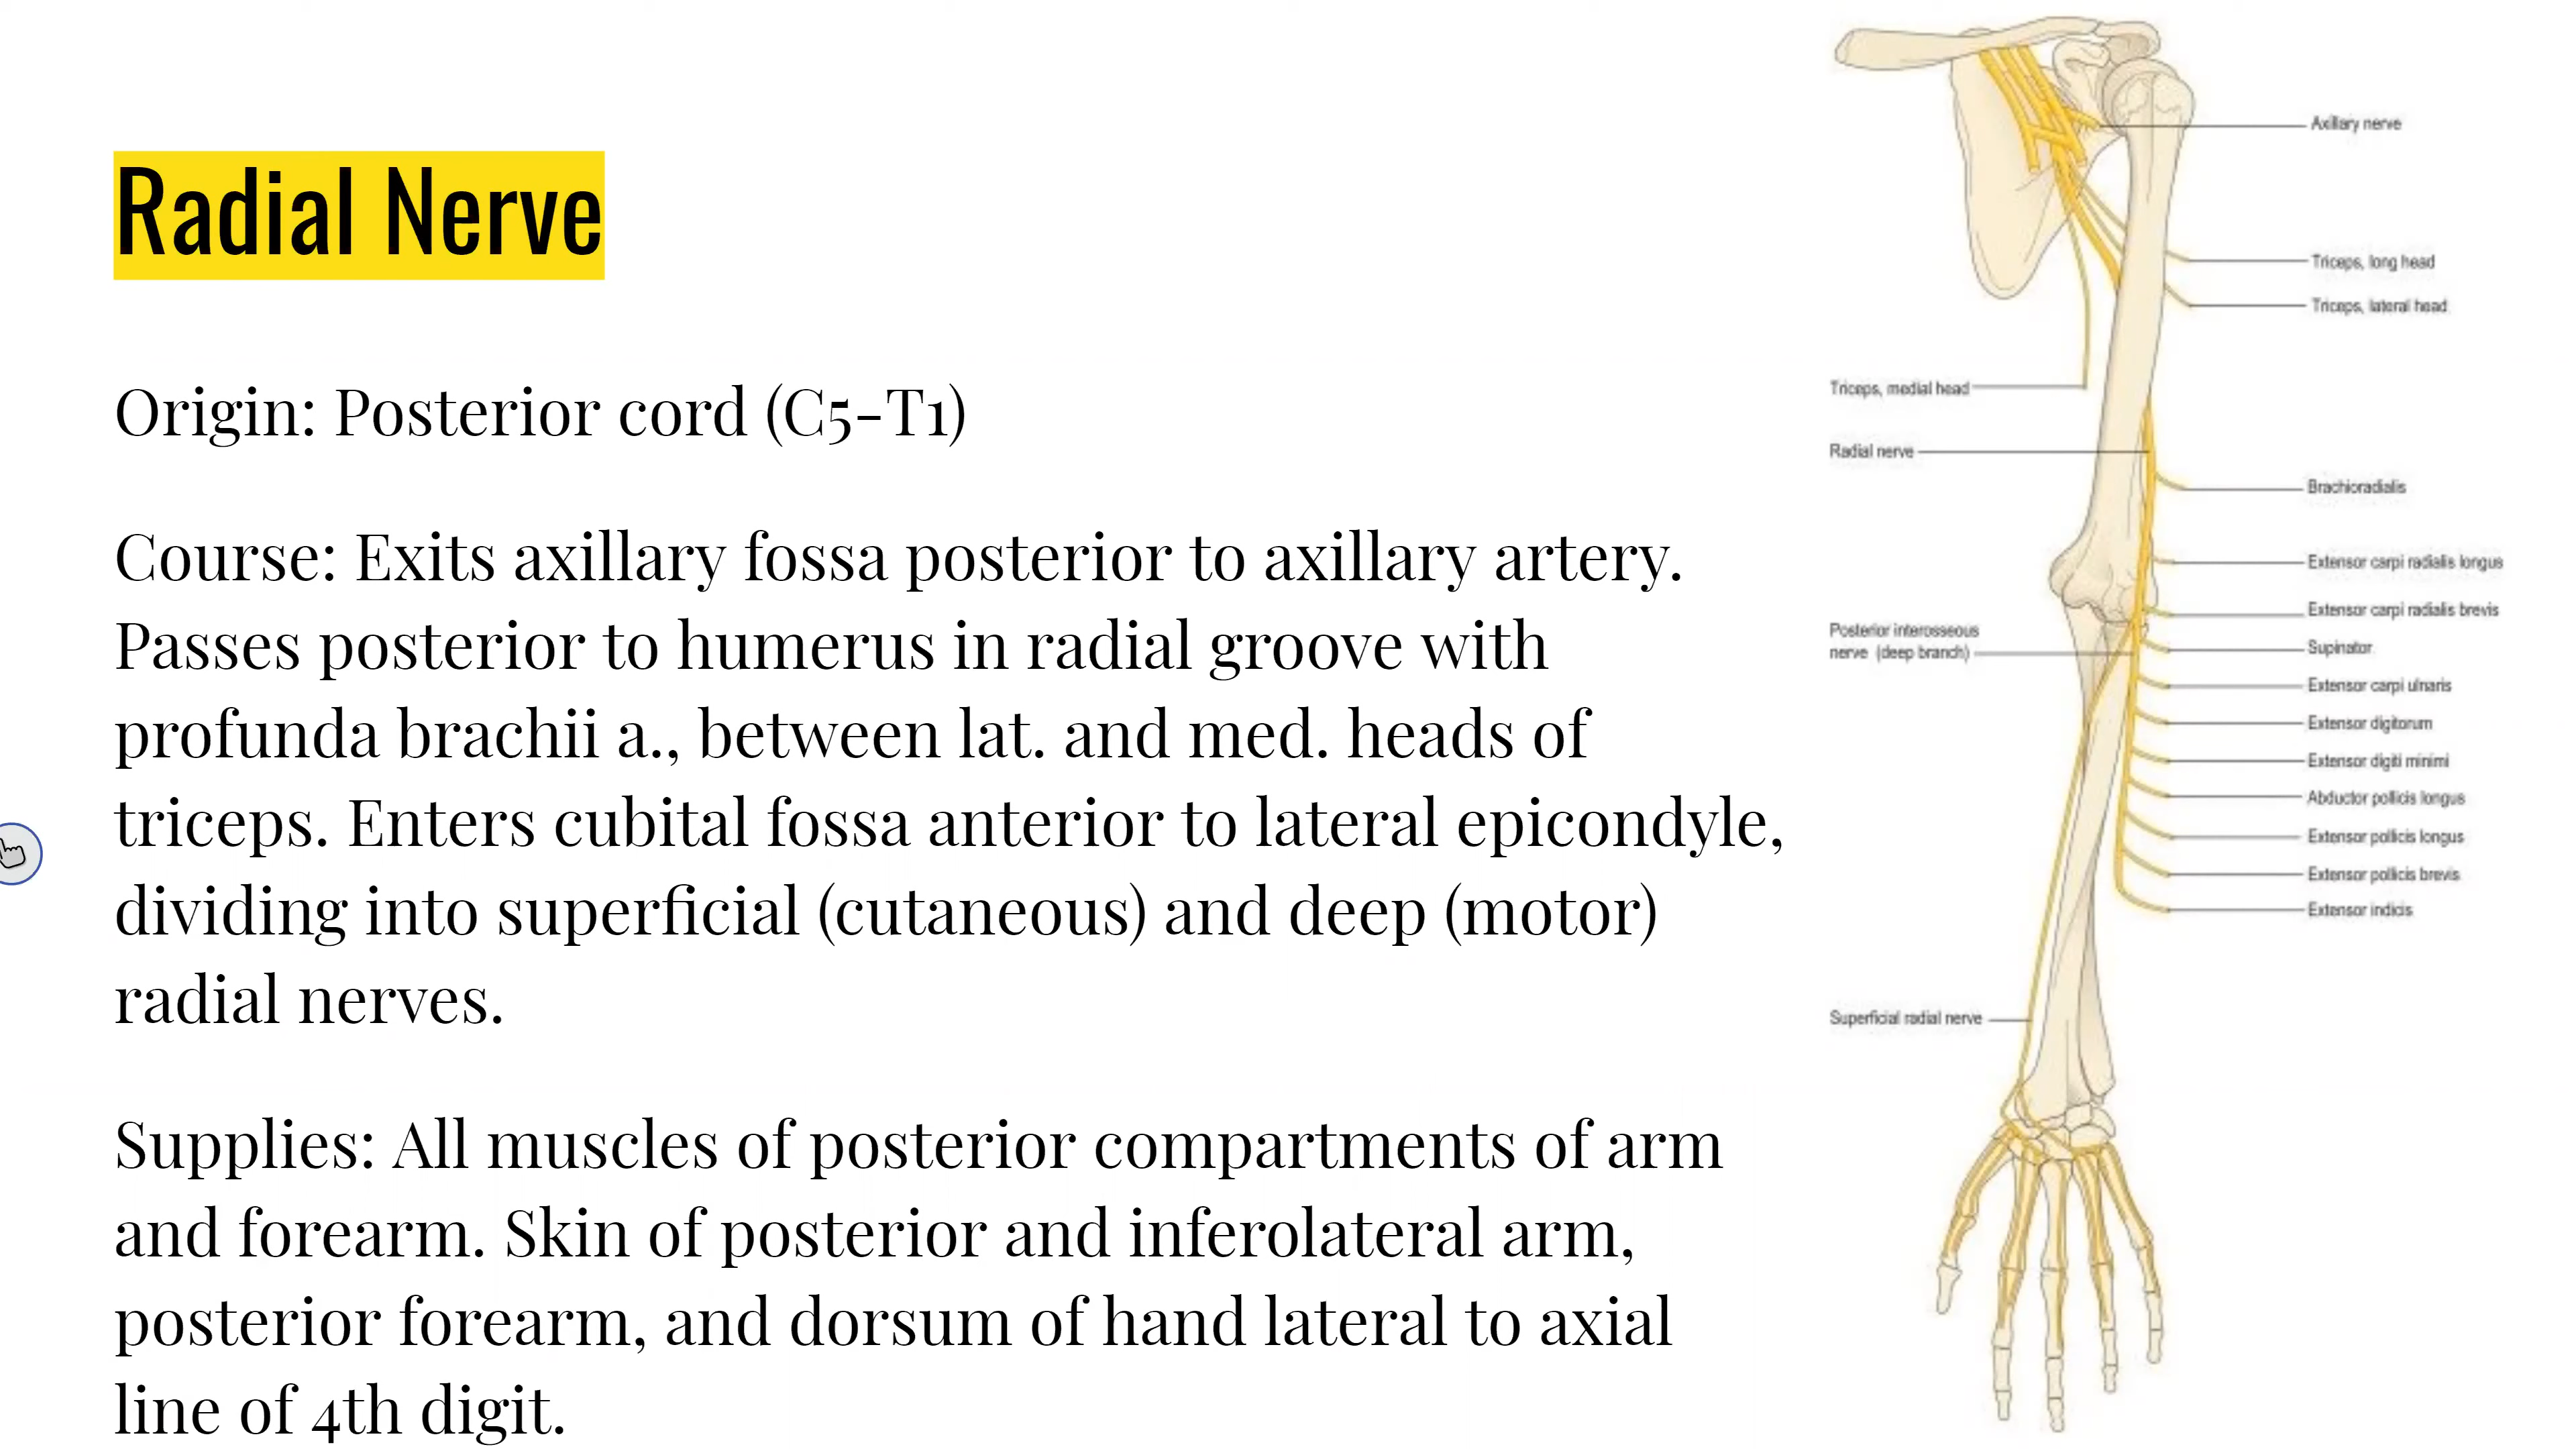 Radial Nerve
Origin: Posterior cord (C5-T1)
Course: Exits axillary fossa posterior to axillary artery.
Passes posterior to humerus in radial groove with
profunda brachii a., between lat. and med. heads of
triceps. Enters cubital fossa anterior to lateral epicondyle,
dividing into superficial (cutaneous) and deep (motor)
radial nerves.
Supplies: All muscles of posterior compartments of arm
and forearm. Skin of posterior and inferolateral arm,
posterior forearm, and dorsum of hand lateral to axial
line of 4th digit.
Axillary nerve
Triceps, long head
Triceps, lateral head
Triceps, medial head
Radial nerve
Brachioradialis
Extensor carpi radialis longus
Extensor carpi radialis brevis
Posterior interosseous
nerve (deep branch)
Supinator
Extensor carpi ulnaris
Extensor digitorum
Extensor digiti minimi
Abductor pollicis longus
Extensor pollicis longus
Extensor pollicis brevis
Extensor indicis
Superficial radial nerve